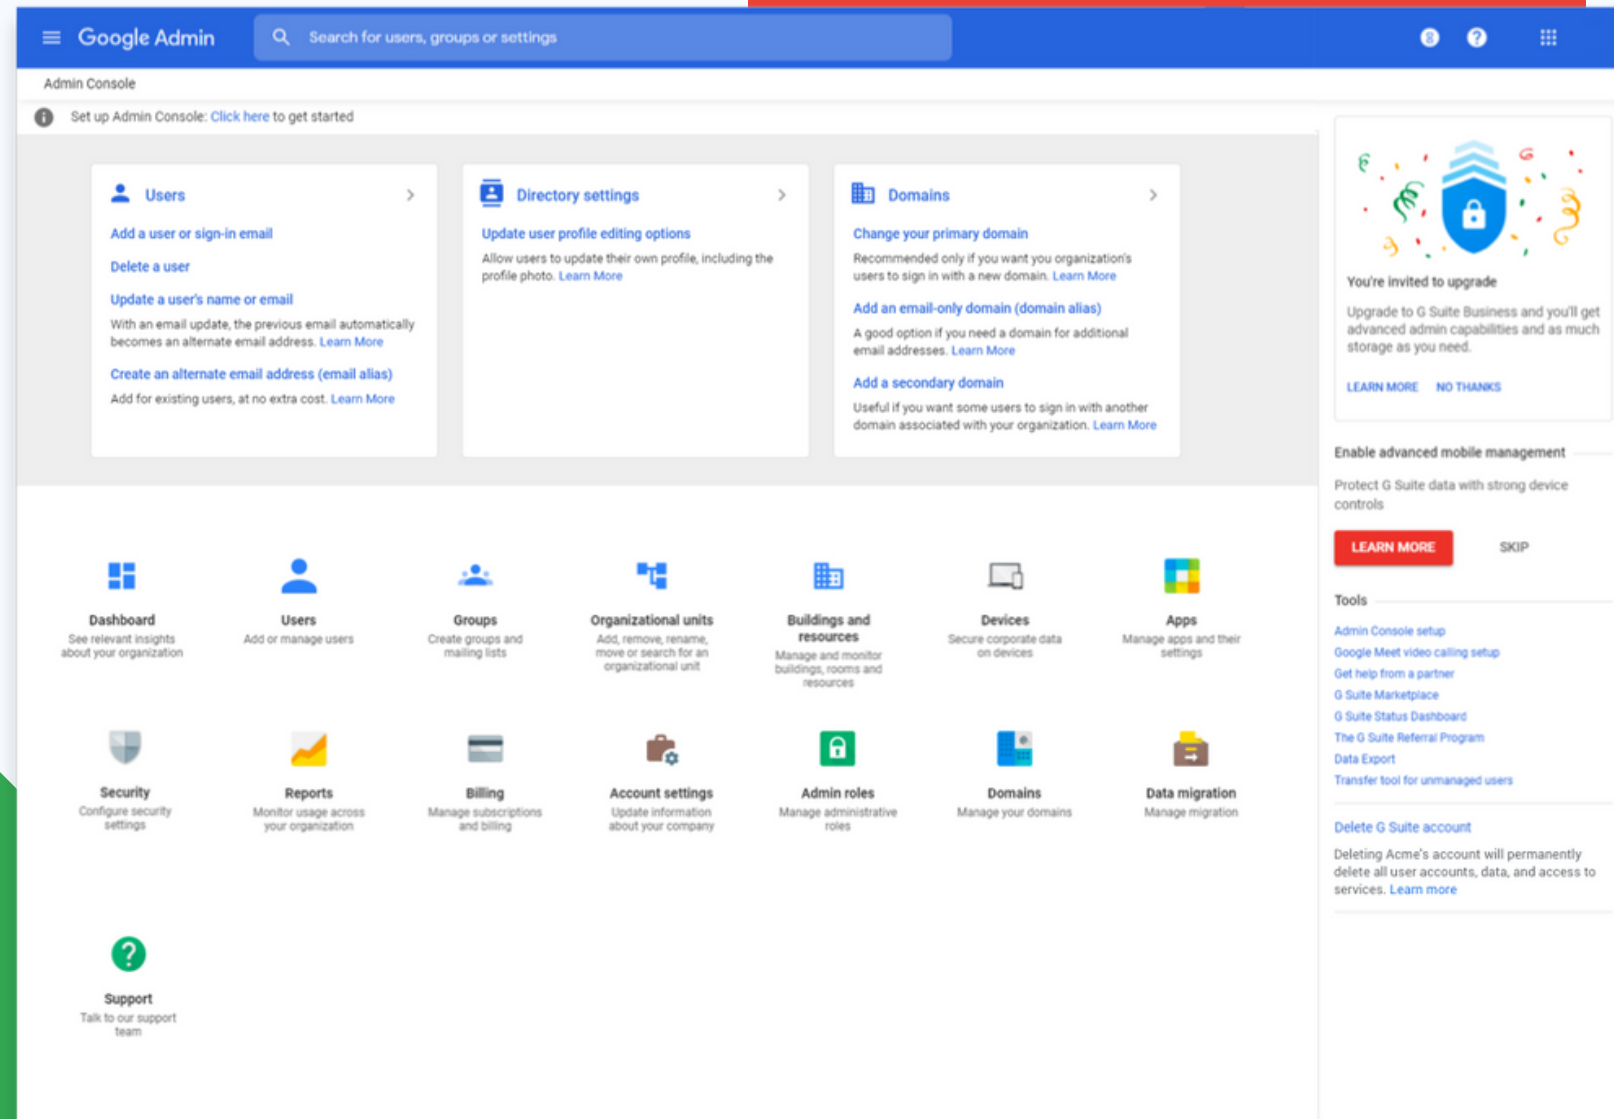 Google Admin
Search for users, groups or settings
8
?
Admin Console
Set up Admin Console: Click here to get started
Users
Add a user or sign-in email
Delete a user
Update a user's name or email
With an email update, the previous email automatically
becomes an alternate email address. Learn More
Create an alternate email address (email alias)
Add for existing users, at no extra cost. Learn More
Directory settings
Update user profile editing options
Allow users to update their own profile, including the
profile photo. Learn More
Domains
Change your primary domain
Recommended only if you want you organization's
users to sign in with a new domain. Learn More
Add an email-only domain (domain alias)
A good option if you need a domain for additional
email addresses. Learn More
Add a secondary domain
Useful if you want some users to sign in with another
domain associated with your organization. Learn More
Dashboard
See relevant insights
about your organization
Users
Add or manage users
Groups
Create groups and
mailing lists
Organizational units
Add, remove, rename,
move or search for an
organizational unit
Buildings and
resources
Manage and monitor
buildings, rooms and
resources
Devices
Secure corporate data
on devices
Apps
Manage apps and their
settings
Security
Configure security
settings
Reports
Monitor usage across
your organization
Billing
Manage subscriptions
and billing
Account settings
Update information
about your company
Admin roles
Manage administrative
roles
Domains
Manage your domains
Data migration
Manage migration
?
Support
Talk to our support
team
You're invited to upgrade
Upgrade to G Suite Business and you'll get
advanced admin capabilities and as much
storage as you need.
LEARN MORE NO THANKS
Enable advanced mobile management
Protect G Suite data with strong device
controls
LEARN MORE SKIP
Tools
Admin Console setup
Google Meet video calling setup
Get help from a partner
G Suite Marketplace
G Suite Status Dashboard
The G Suite Referral Program
Data Export
Transfer tool for unmanaged users
Delete G Suite account
Deleting Acme's account will permanently
delete all user accounts, data, and access to
services. Learn more